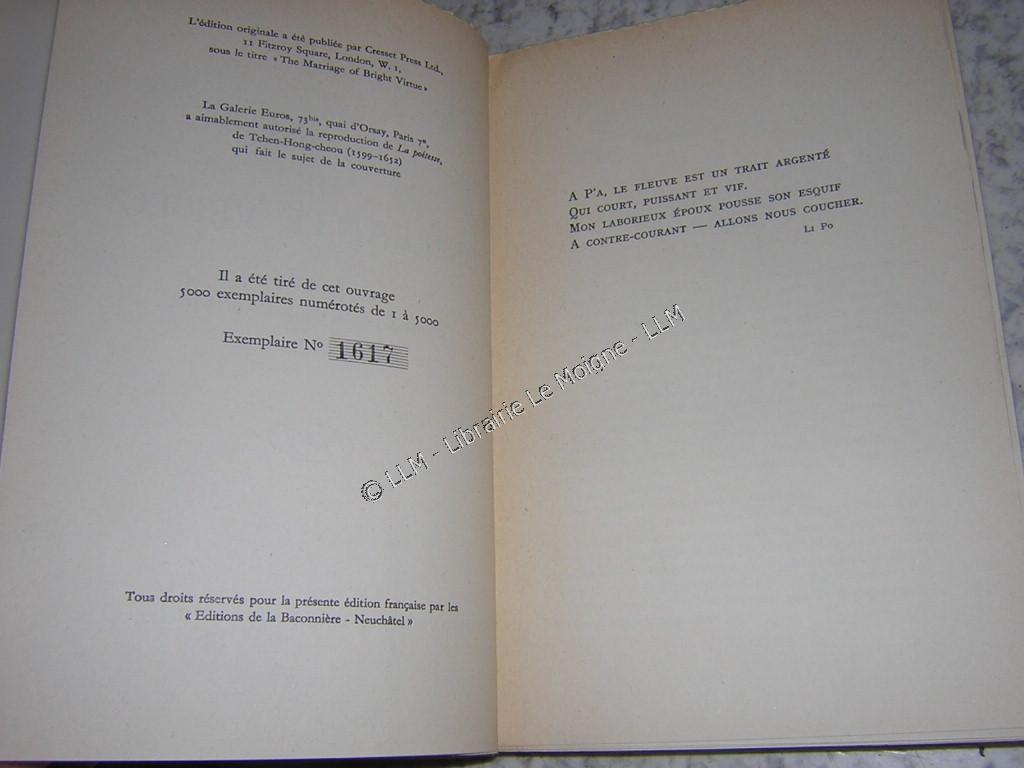 L'édition originale a été publiée par Cresset Press Ltd.,
11 Fitzroy Square, London, W. 1,
sous le titre « The Marriage of Bright Virtue »
La Galerie Euros, 73bis, quai d'Orsay, Paris 7e,
a aimablement autorisé la reproduction de La poétesse,
de Tchen-Hong-cheou (1599-1652)
qui fait le sujet de la couverture
Il a été tiré de cet ouvrage
5000 exemplaires numérotés de 1 à 5000
Exemplaire No 1617
Tous droits réservés pour la présente édition française par les
« Editions de la Baconnière - Neuchâtel »
A P'A, LE FLEUVE EST UN TRAIT ARGENTÉ
QUI COURT, PUISSANT ET VIF.
MON LABORIEUX ÉPOUX POUSSE SON ESQUIF
A CONTRE-COURANT — ALLONS NOUS COUCHER.
LI PO
© LLM - Librairie Le Moigne - LLM